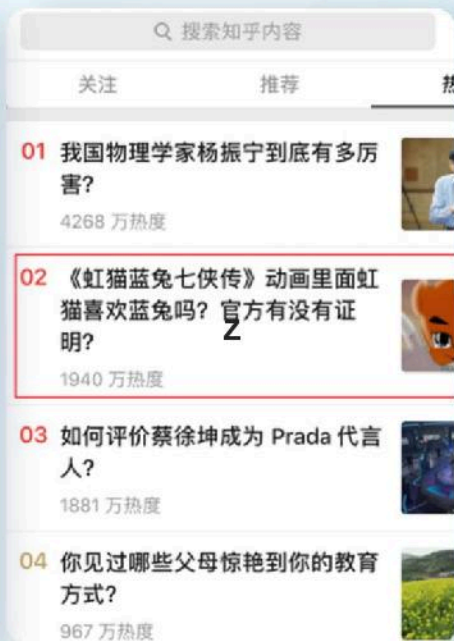 搜索知乎内容
关注 推荐 热
01 我国物理学家杨振宁到底有多厉
害?
4268 万热度
02 《虹猫蓝兔七侠传》动画里面虹
猫喜欢蓝兔吗?官方有没有证
明?
Z
1940 万热度
03 如何评价蔡徐坤成为 Prada 代言
人?
1881 万热度
04 你见过哪些父母惊艳到你的教育
方式?
967 万热度